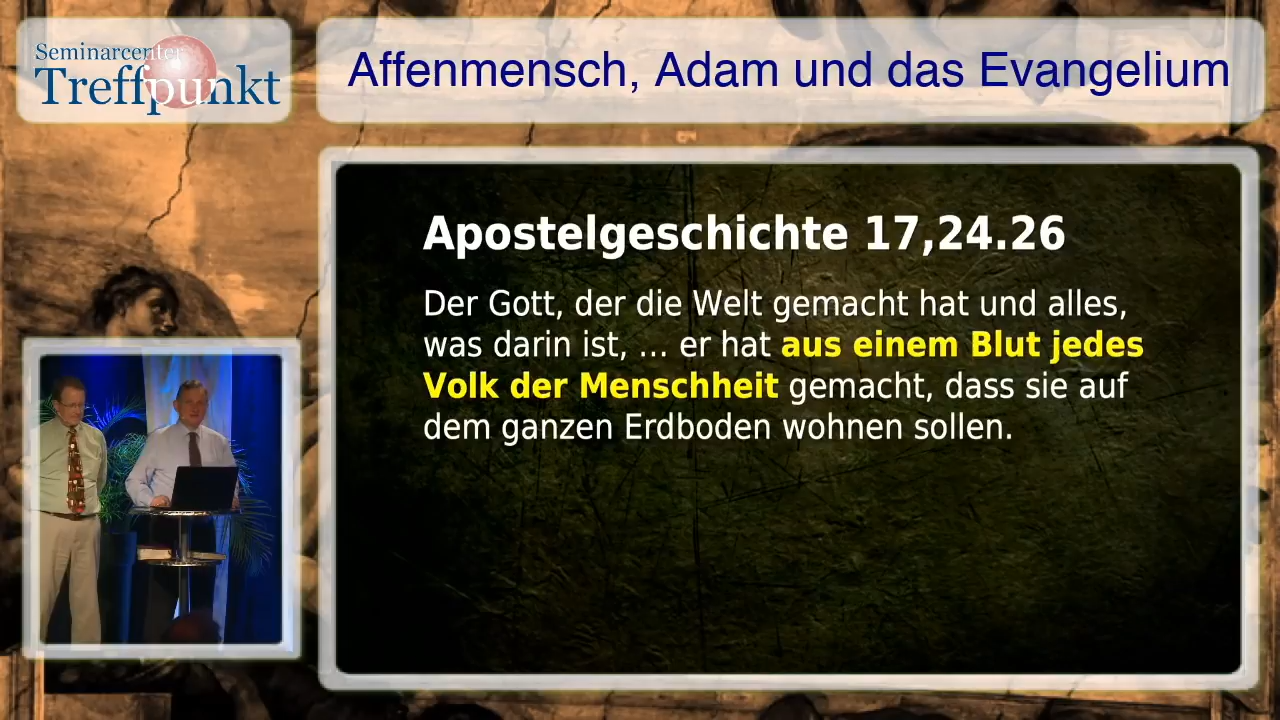 Seminarcenter
Treffpunkt
Affenmensch, Adam und das Evangelium
Apostelgeschichte 17,24.26
Der Gott, der die Welt gemacht hat und alles,
was darin ist, ... er hat aus einem Blut jedes
Volk der Menschheit gemacht, dass sie auf
dem ganzen Erdboden wohnen sollen.